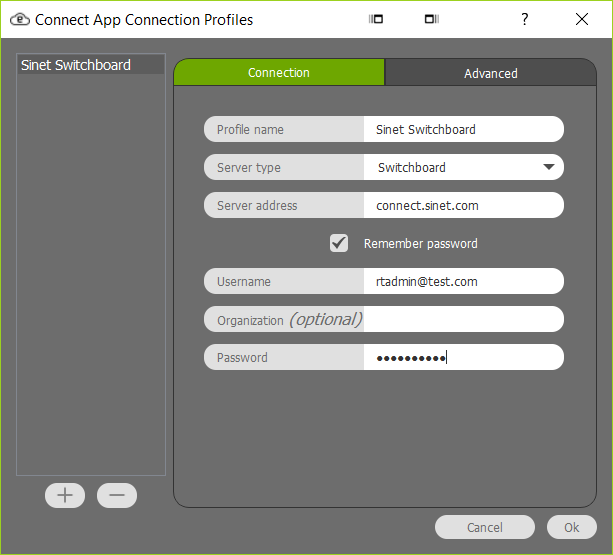 Connect App Connection Profiles
?
Sinet Switchboard
Connection
Advanced
Profile name
Sinet Switchboard
Server type
Switchboard
Server address
connect.sinet.com
Remember password
Username
rtadmin@test.com
Organization (optional)
Password
●●●●●●●●●●
Cancel
Ok